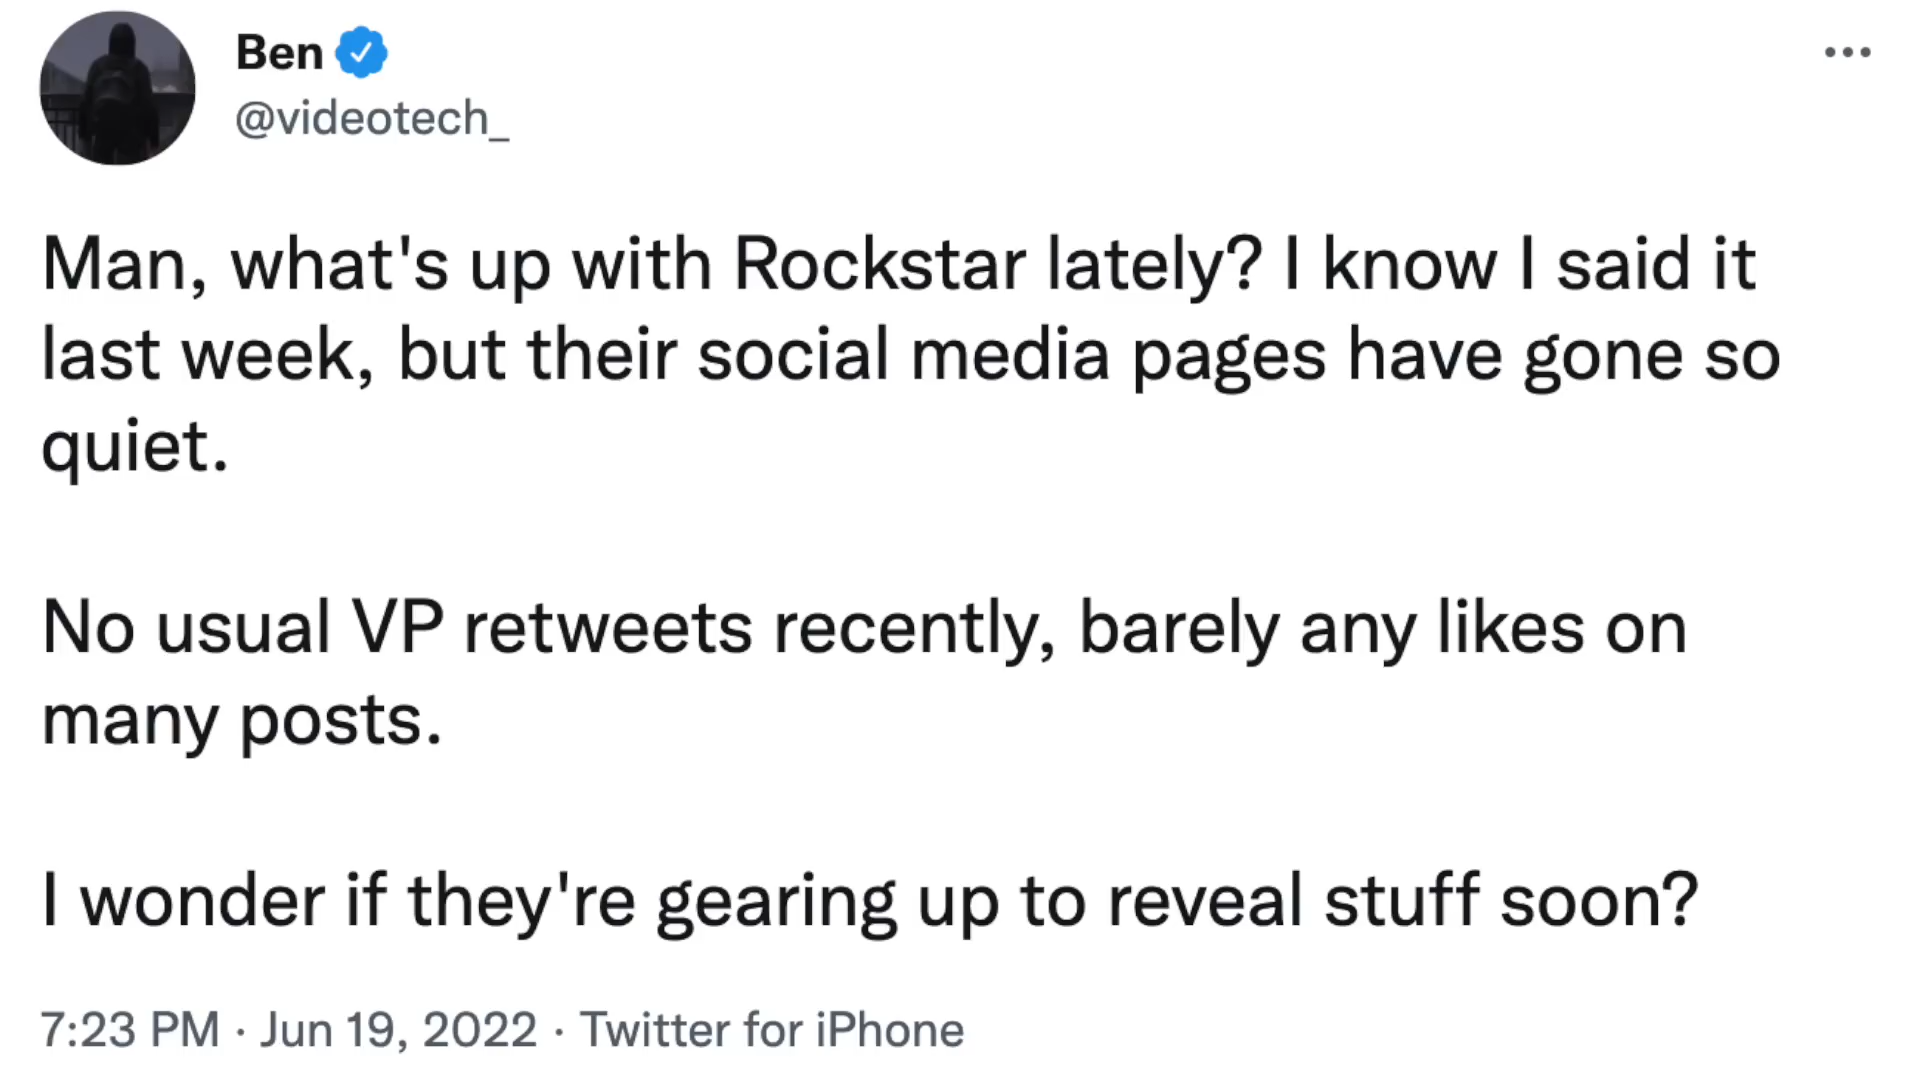 Ben
@videotech_
Man, what's up with Rockstar lately? I know I said it
last week, but their social media pages have gone so
quiet.
No usual VP retweets recently, barely any likes on
many posts.
I wonder if they're gearing up to reveal stuff soon?
7:23 PM · Jun 19, 2022 · Twitter for iPhone